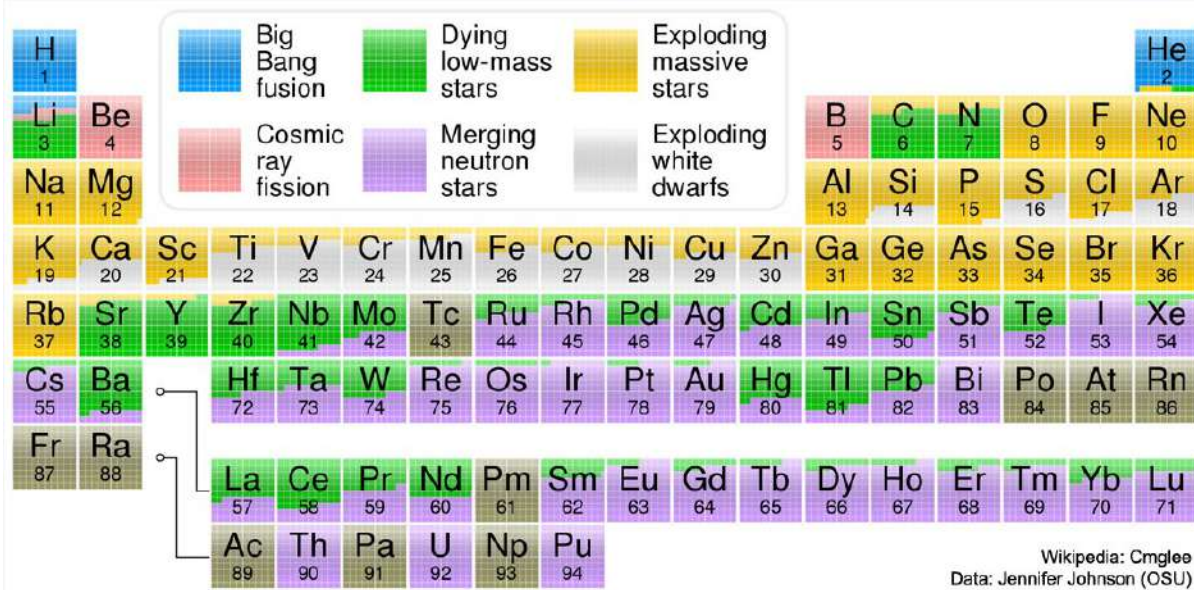 H
1
Big
Bang
fusion
Dying
low-mass
stars
Exploding
massive
stars
He
2
Li
3
Be
4
Cosmic
ray
fission
Merging
neutron
stars
Exploding
white
dwarfs
B
5
C
6
N
7
O
8
F
9
Ne
10
Na
11
Mg
12
Al
13
Si
14
P
15
S
16
Cl
17
Ar
18
K
19
Ca
20
Sc
21
Ti
22
V
23
Cr
24
Mn
25
Fe
26
Co
27
Ni
28
Cu
29
Zn
30
Ga
31
Ge
32
As
33
Se
34
Br
35
Kr
36
Rb
37
Sr
38
Y
39
Zr
40
Nb
41
Mo
42
Tc
43
Ru
44
Rh
45
Pd
46
Ag
47
Cd
48
In
49
Sn
50
Sb
51
Te
52
I
53
Xe
54
Cs
55
Ba
56
Hf
72
Ta
73
W
74
Re
75
Os
76
Ir
77
Pt
78
Au
79
Hg
80
Tl
81
Pb
82
Bi
83
Po
84
At
85
Rn
86
Fr
87
Ra
88
La
57
Ce
58
Pr
59
Nd
60
Pm
61
Sm
62
Eu
63
Gd
64
Tb
65
Dy
66
Ho
67
Er
68
Tm
69
Yb
70
Lu
71
Ac
89
Th
90
Pa
91
U
92
Np
93
Pu
94
Wikipedia: Cmglee
Data: Jennifer Johnson (OSU)